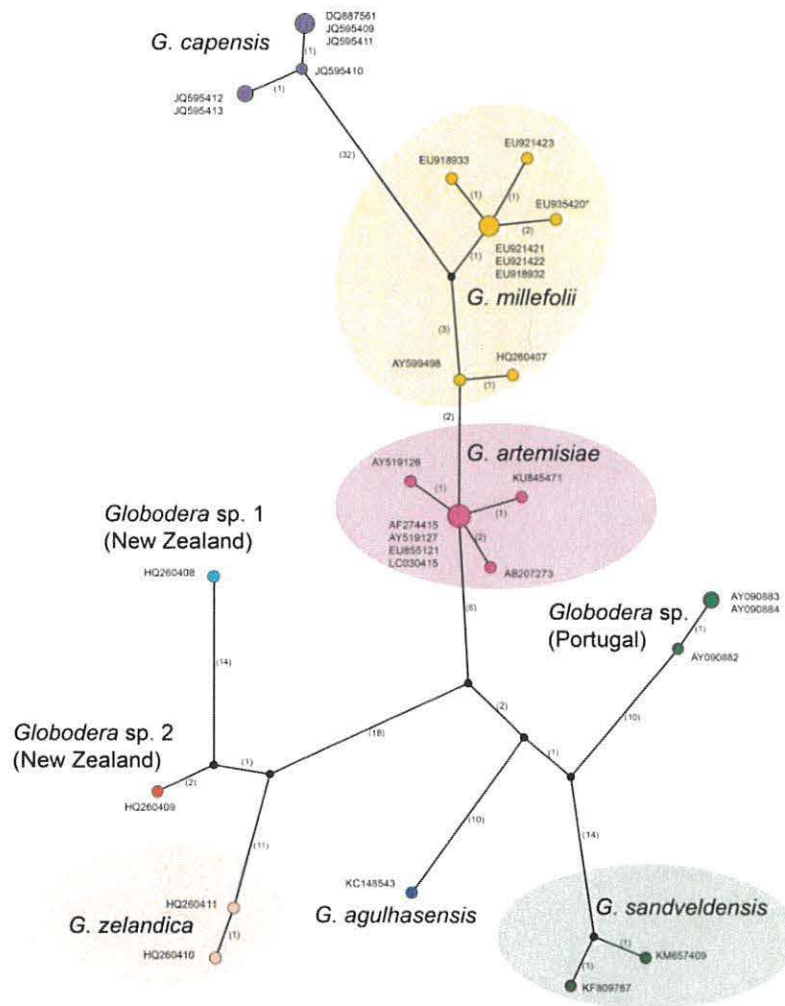 DQ887561
JQ595409
JQ595411
G. capensis
(1)
JQ595410
(1)
JQ595412
JQ595413
(32)
EU921423
EU918933
(1)
(1)
EU935420*
(2)
(1)
EU921421
EU921422
EU918932
G. millefolii
(3)
AY599498
HQ260407
(1)
(2)
G. artemisiae
AY519126
KU845471
(1)
(1)
AF274415
AY519127
EU855121
LC030415
(2)
AB207273
Globodera sp. 1
(New Zealand)
HQ260408
(6)
Globodera sp.
(Portugal)
AY090883
AY090884
(1)
AY090882
(14)
(10)
(2)
Globodera sp. 2
(New Zealand)
(18)
(1)
(1)
(2)
HQ260409
(10)
(14)
(11)
KC148543
HQ260411
G. agulhasensis
G. sandveldensis
G. zelandica
(1)
HQ260410
(1)
KM657409
(1)
KF809767